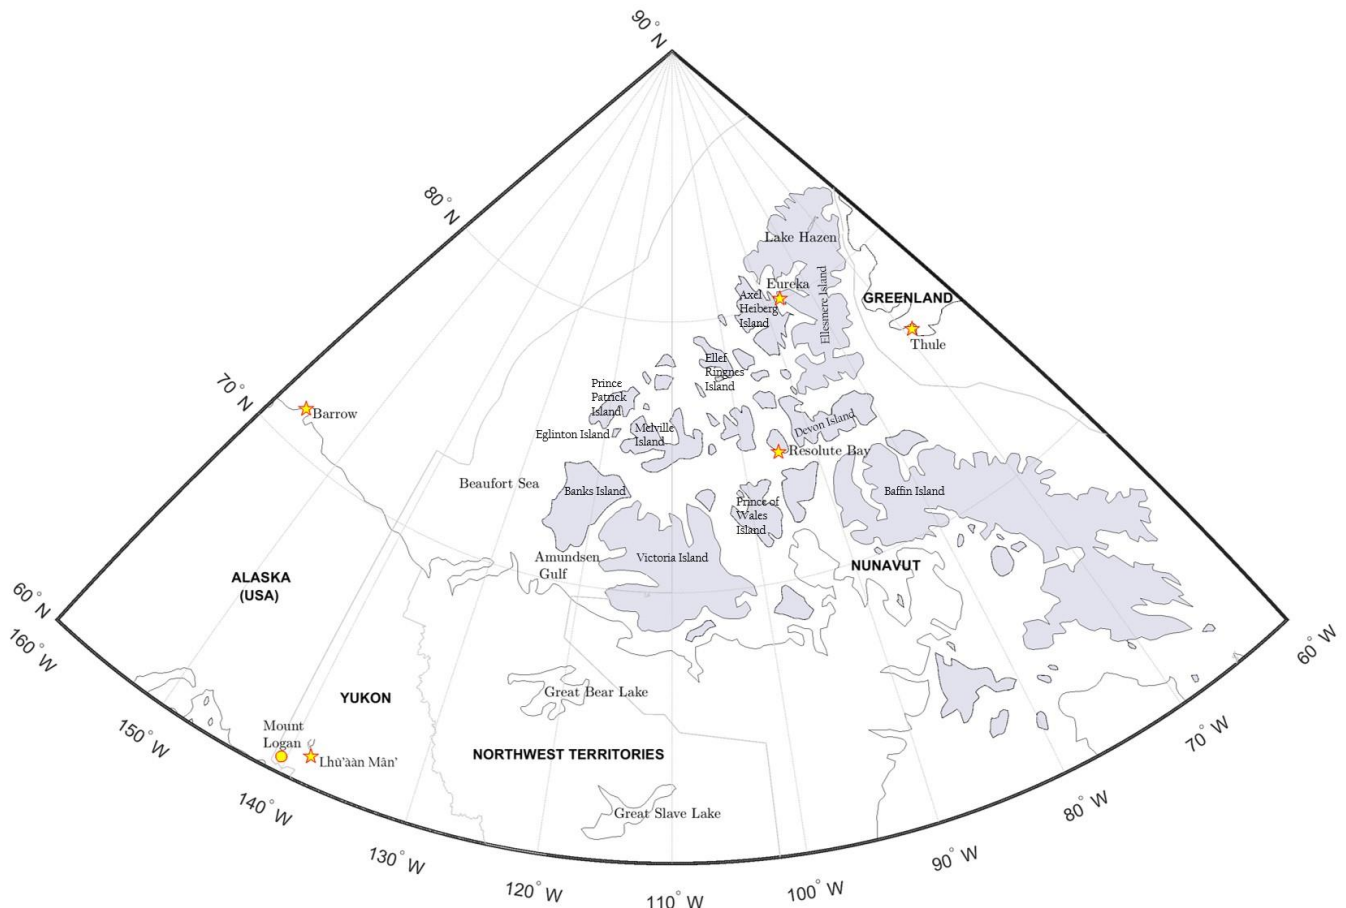 90° N
80° N
70° N
60° N
160° W
150° W
140° W
130° W
120° W
110° W
100° W
90° W
80° W
70° W
60° W
Lake Hazen
Eureka
Axel
Heiberg
Island
Ellesmere Island
GREENLAND
Thule
Ellef
Ringnes
Island
Prince
Patrick
Island
Eglinton Island
Melville
Island
Devon Island
Resolute Bay
Barrow
Beaufort Sea
Banks Island
Prince of
Wales
Island
Baffin Island
Amundsen
Gulf
Victoria Island
NUNAVUT
ALASKA
(USA)
YUKON
Great Bear Lake
Mount
Logan
Lhù'ààn Mân'
NORTHWEST TERRITORIES
Great Slave Lake